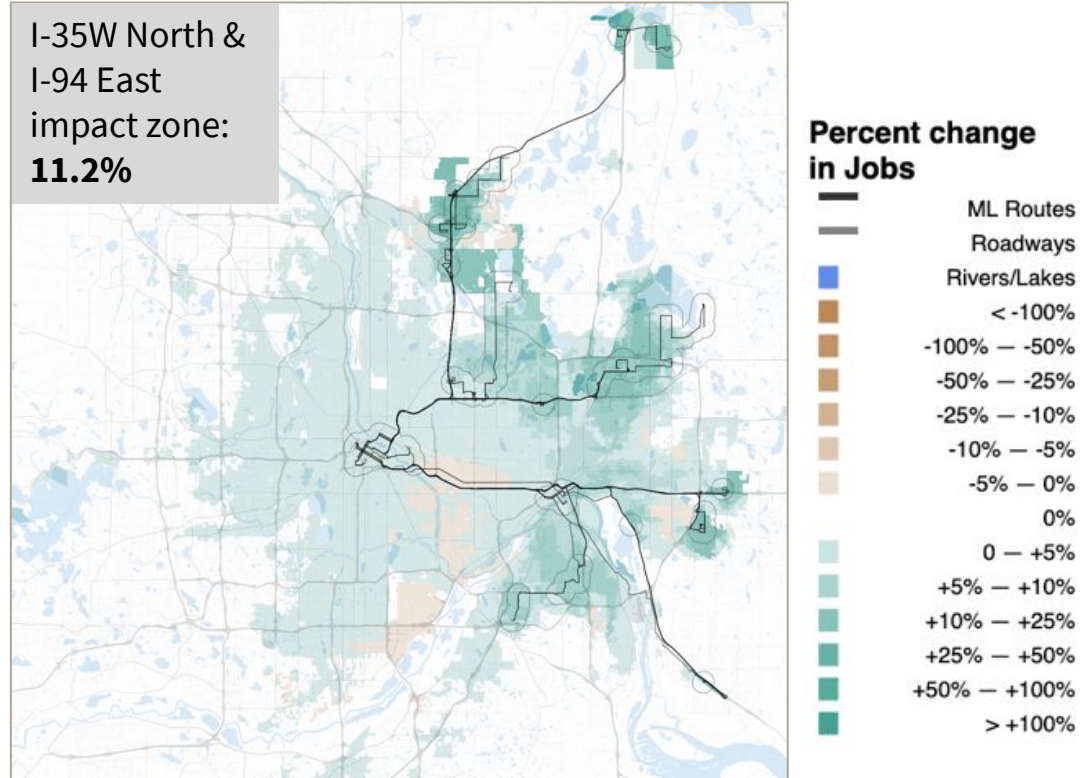 I-35W North &
I-94 East
impact zone:
11.2%
Percent change
in Jobs
ML Routes
Roadways
Rivers/Lakes
< -100%
-100% — -50%
-50% — -25%
-25% — -10%
-10% — -5%
-5% — 0%
0%
0 — +5%
+5% — +10%
+10% — +25%
+25% — +50%
+50% — +100%
> +100%